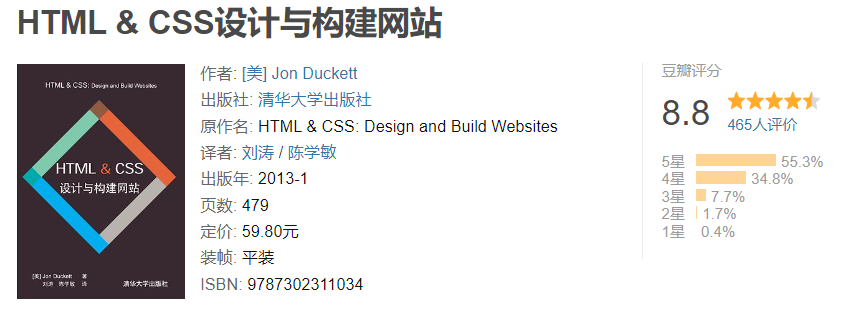 HTML & CSS设计与构建网站
HTML & CSS: Design and Build Websites
HTML & CSS
设计与构建网站
[美] Jon Duckett 著
刘涛 陈学敏 译
清华大学出版社
作者: [美] Jon Duckett
出版社: 清华大学出版社
原作名: HTML & CSS: Design and Build Websites
译者: 刘涛 / 陈学敏
出版年: 2013-1
页数: 479
定价: 59.80元
装帧: 平装
ISBN: 9787302311034
豆瓣评分
8.8
465人评价
5星 55.3%
4星 34.8%
3星 7.7%
2星 1.7%
1星 0.4%